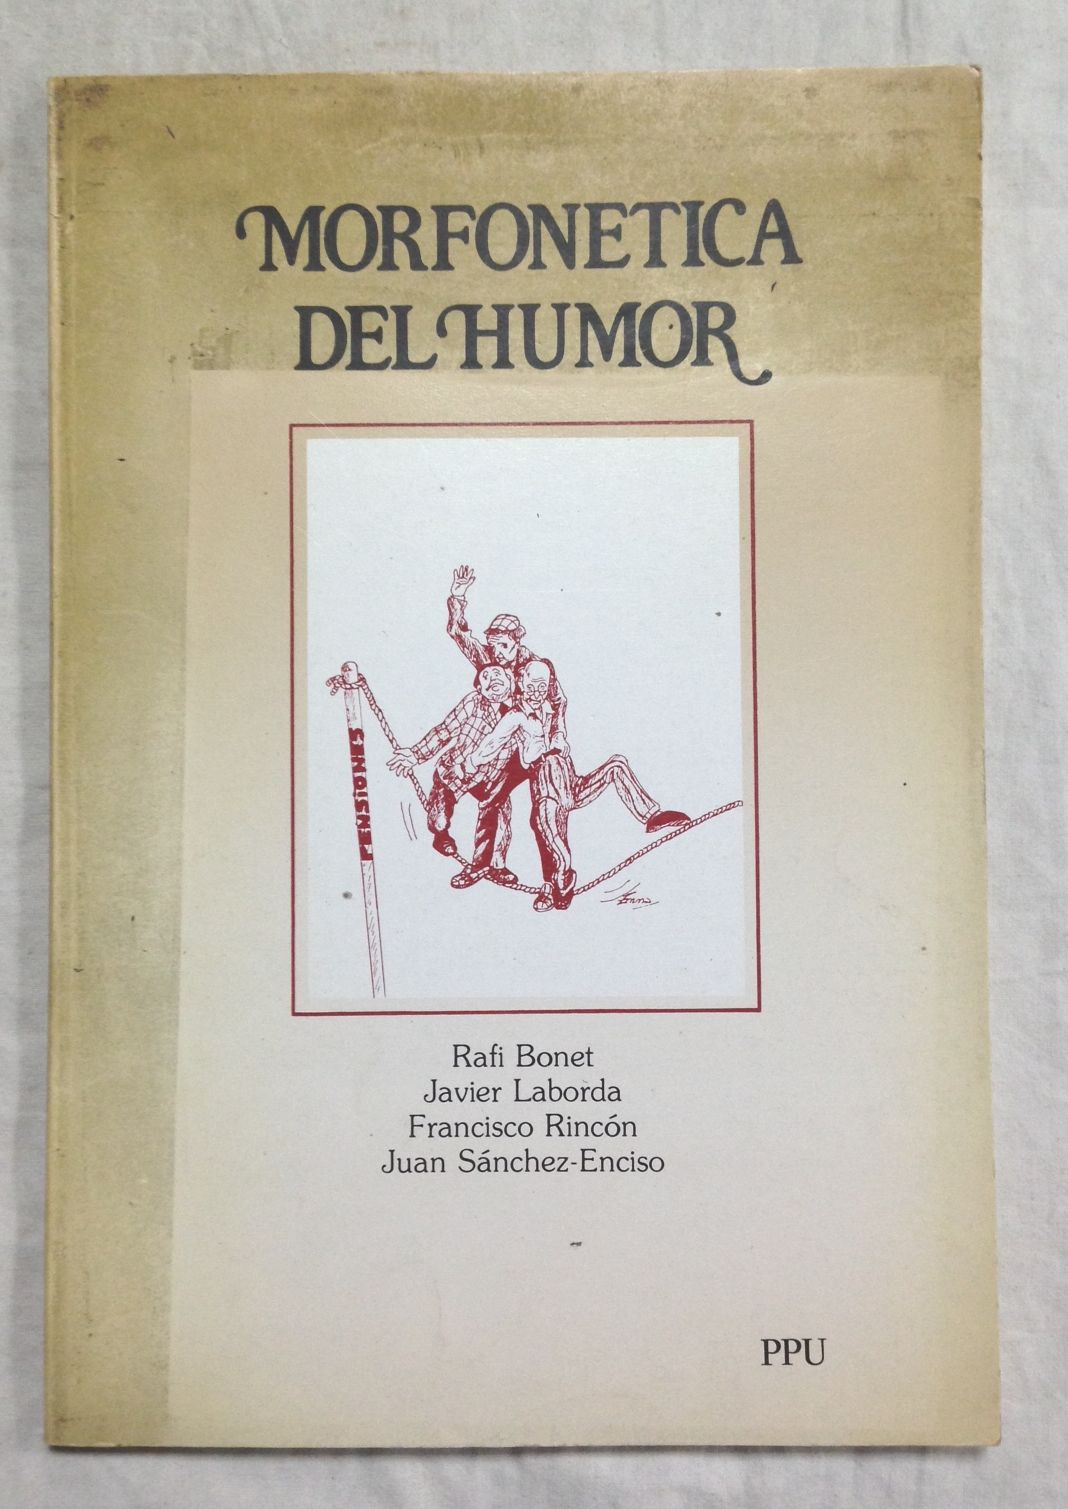 MORFONETICA
DEL HUMOR
PENSIONES
Rafi Bonet
Javier Laborda
Francisco Rincón
Juan Sánchez-Enciso
PPU